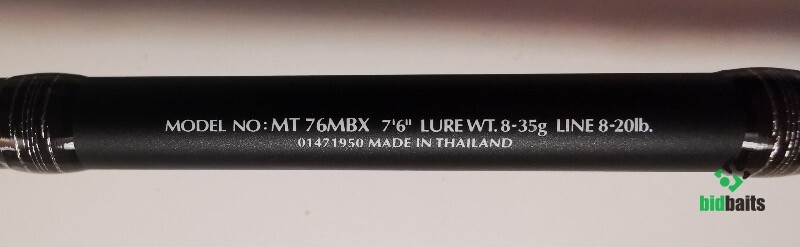 MODEL NO: MT 76MBX 7'6" LURE WT. 8-35g LINE 8-20lb.
01471950 MADE IN THAILAND
bidbaits